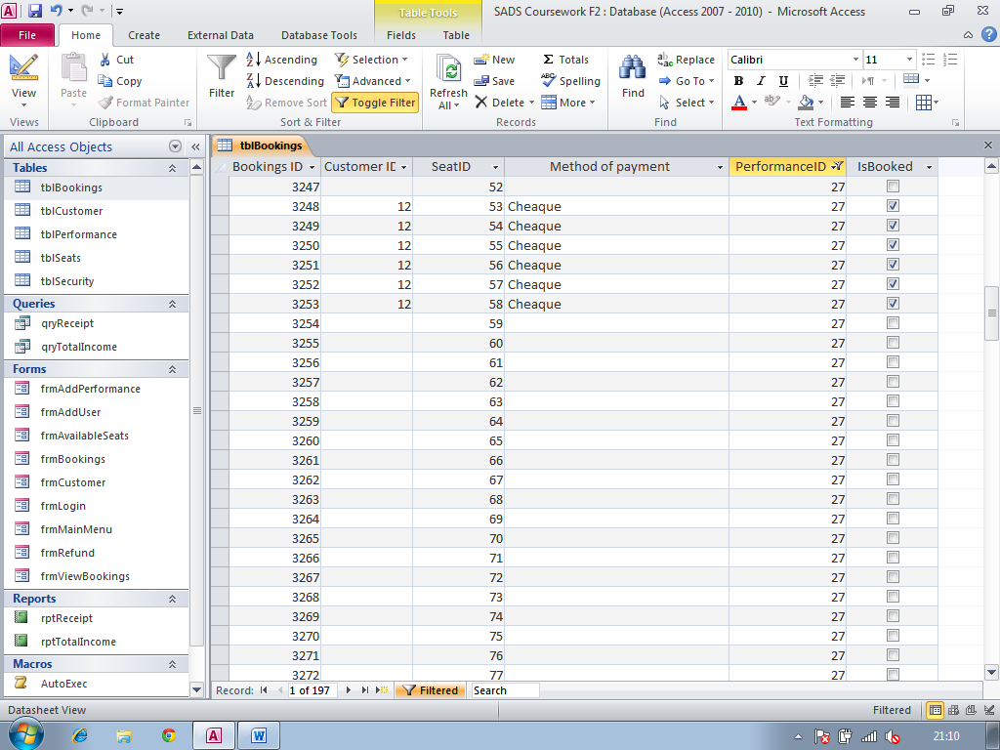 SADS Coursework F2 : Database (Access 2007 - 2010) - Microsoft Access
Table Tools
File Home Create External Data Database Tools Fields Table
View
Views
Paste
Cut
Copy
Format Painter
Clipboard
Filter
Ascending
Descending
Remove Sort
Selection
Advanced
Toggle Filter
Sort & Filter
Refresh All
New
Save
Delete
Totals
Spelling
More
Records
Find
Replace
Go To
Select
Find
Calibri 11
B I U
Text Formatting
All Access Objects
Tables
tblBookings
tblCustomer
tblPerformance
tblSeats
tblSecurity
Queries
qryReceipt
qryTotalIncome
Forms
frmAddPerformance
frmAddUser
frmAvailableSeats
frmBookings
frmCustomer
frmLogin
frmMainMenu
frmRefund
frmViewBookings
Reports
rptReceipt
rptTotalIncome
Macros
AutoExec
tblBookings
Bookings ID Customer ID SeatID Method of payment PerformanceID IsBooked
3247 52 27
3248 12 53 Cheaque 27
3249 12 54 Cheaque 27
3250 12 55 Cheaque 27
3251 12 56 Cheaque 27
3252 12 57 Cheaque 27
3253 12 58 Cheaque 27
3254 59 27
3255 60 27
3256 61 27
3257 62 27
3258 63 27
3259 64 27
3260 65 27
3261 66 27
3262 67 27
3263 68 27
3264 69 27
3265 70 27
3266 71 27
3267 72 27
3268 73 27
3269 74 27
3270 75 27
3271 76 27
3272 77 27
Record: 1 of 197 Filtered Search
Datasheet View Filtered
21:10